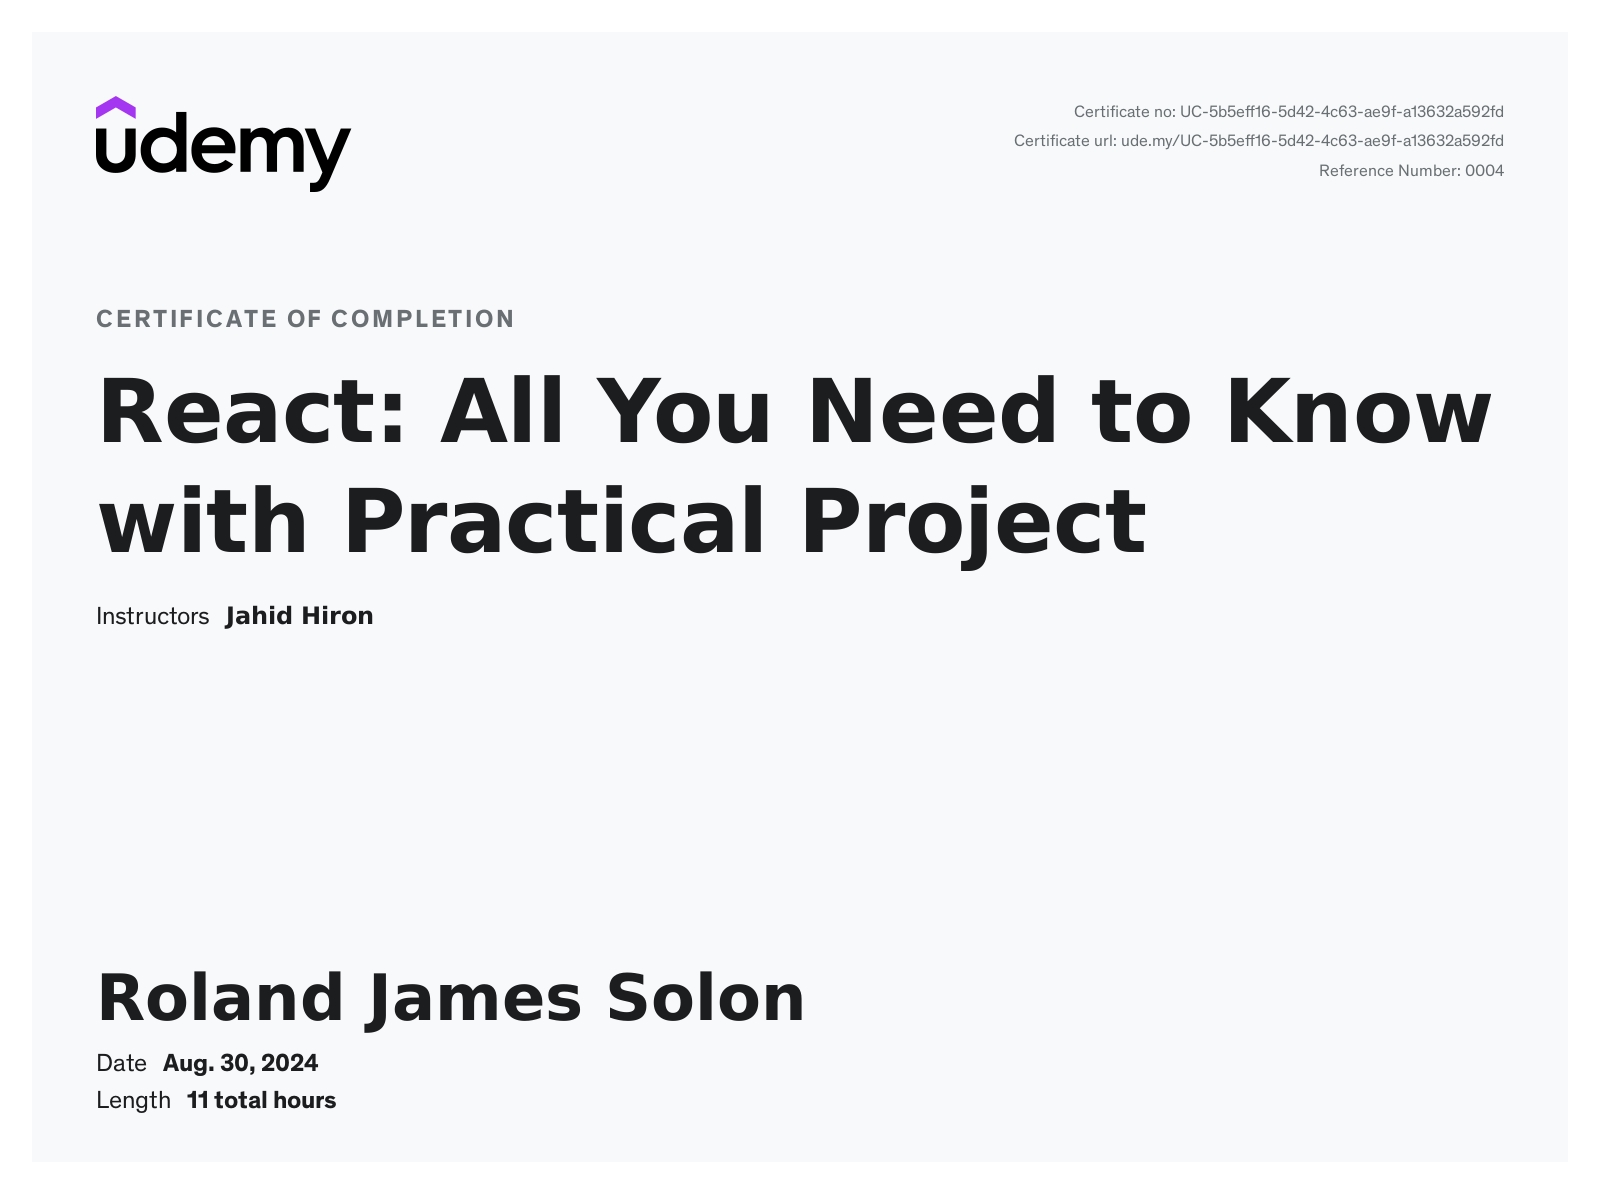 udemy
Certificate no: UC-5b5eff16-5d42-4c63-ae9f-a13632a592fd
Certificate url: ude.my/UC-5b5eff16-5d42-4c63-ae9f-a13632a592fd
Reference Number: 0004
CERTIFICATE OF COMPLETION
React: All You Need to Know
with Practical Project
Instructors Jahid Hiron
Roland James Solon
Date Aug. 30, 2024
Length 11 total hours